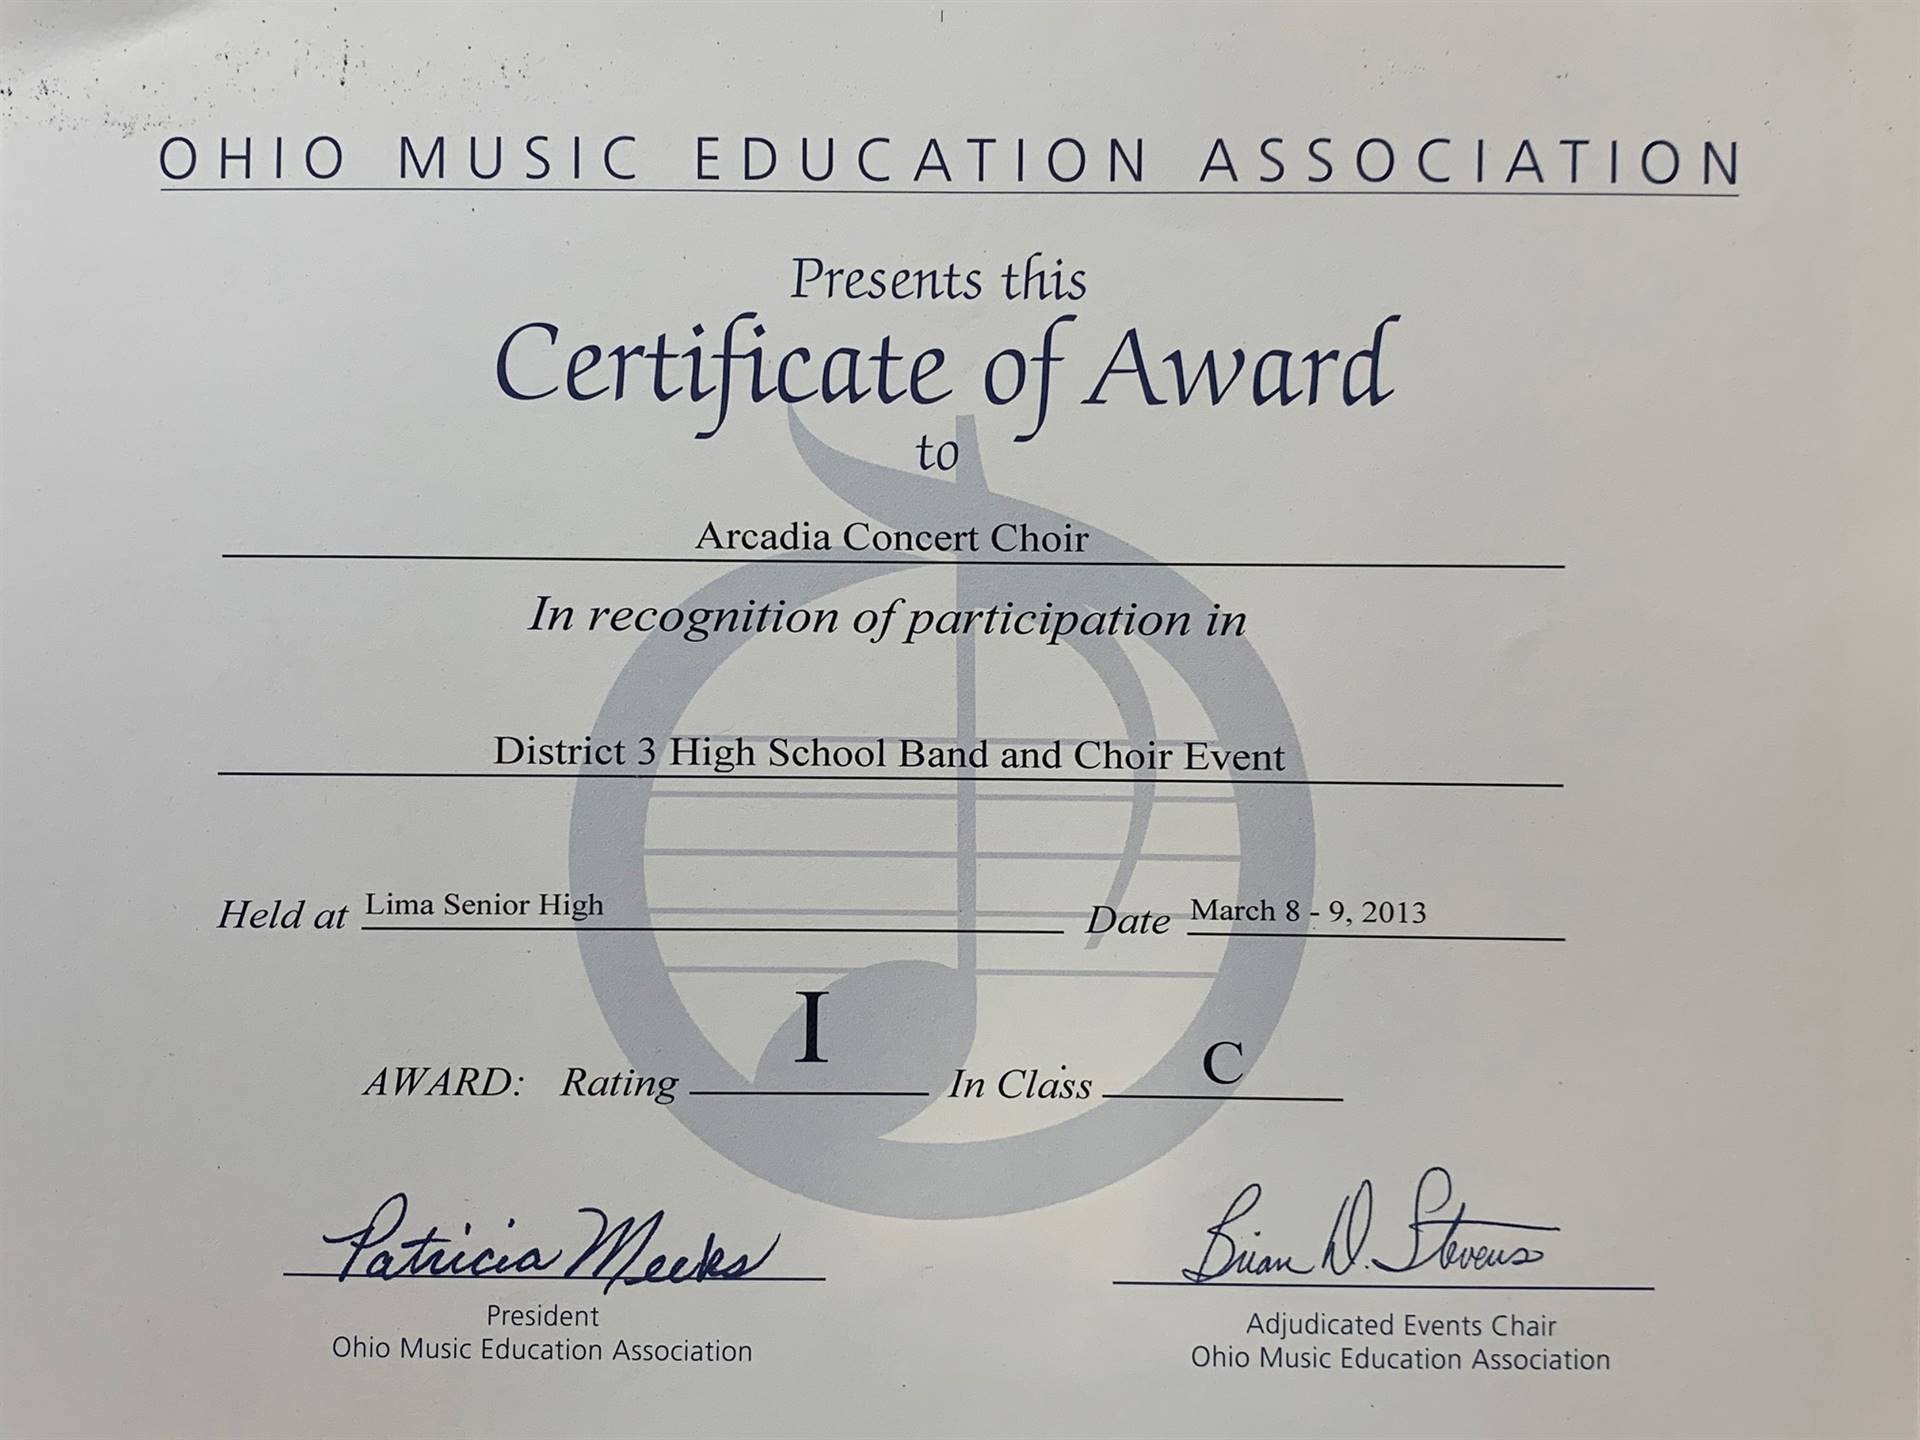 OHIO MUSIC EDUCATION ASSOCIATION
Presents this
Certificate of Award
to
Arcadia Concert Choir
In recognition of participation in
District 3 High School Band and Choir Event
Held at Lima Senior High Date March 8 - 9, 2013
AWARD: Rating I In Class C
Patricia Meeks Brian D. Stevens
President
Ohio Music Education Association
Adjudicated Events Chair
Ohio Music Education Association